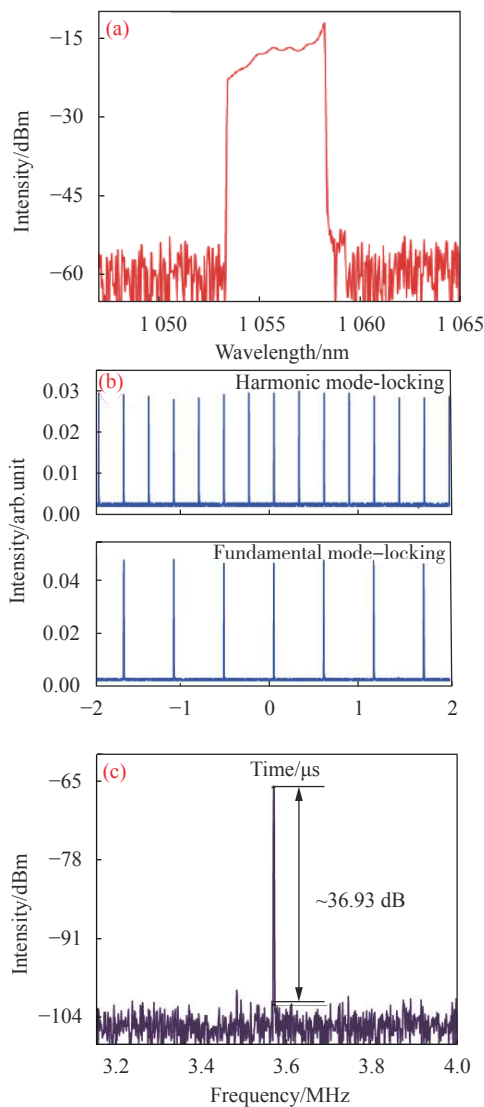 (a)
Intensity/dBm
−15
−30
−45
−60
1 050
1 055
1 060
1 065
Wavelength/nm
(b)
Harmonic mode-locking
Intensity/arb.unit
0.03
0.02
0.01
0.00
Fundamental mode−locking
0.04
0.02
0.00
−2
−1
0
1
2
Time/μs
(c)
Intensity/dBm
−65
−78
−91
−104
~36.93 dB
3.2
3.4
3.6
3.8
4.0
Frequency/MHz